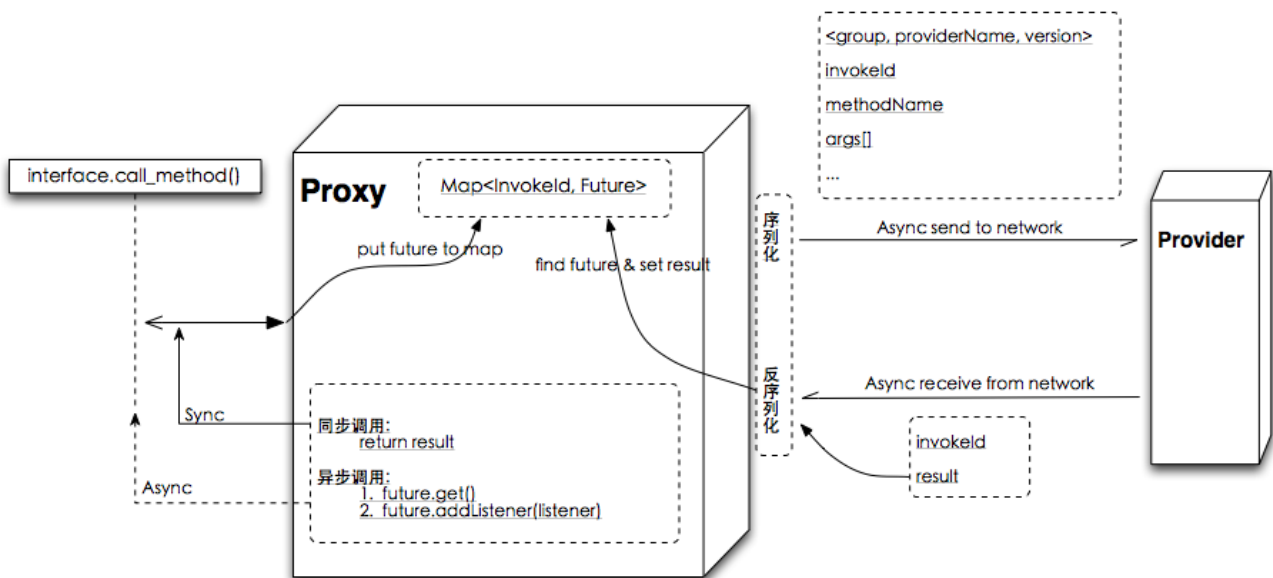 <group, providerName, version>
invokeId
methodName
args[]
...
interface.call_method()
Proxy
Map<InvokeId, Future>
put future to map
find future & set result
序列化
Async send to network
Provider
反序列化
Async receive from network
invokeId
result
Sync
同步调用:
return result
Async
异步调用:
1. future.get()
2. future.addListener(listener)